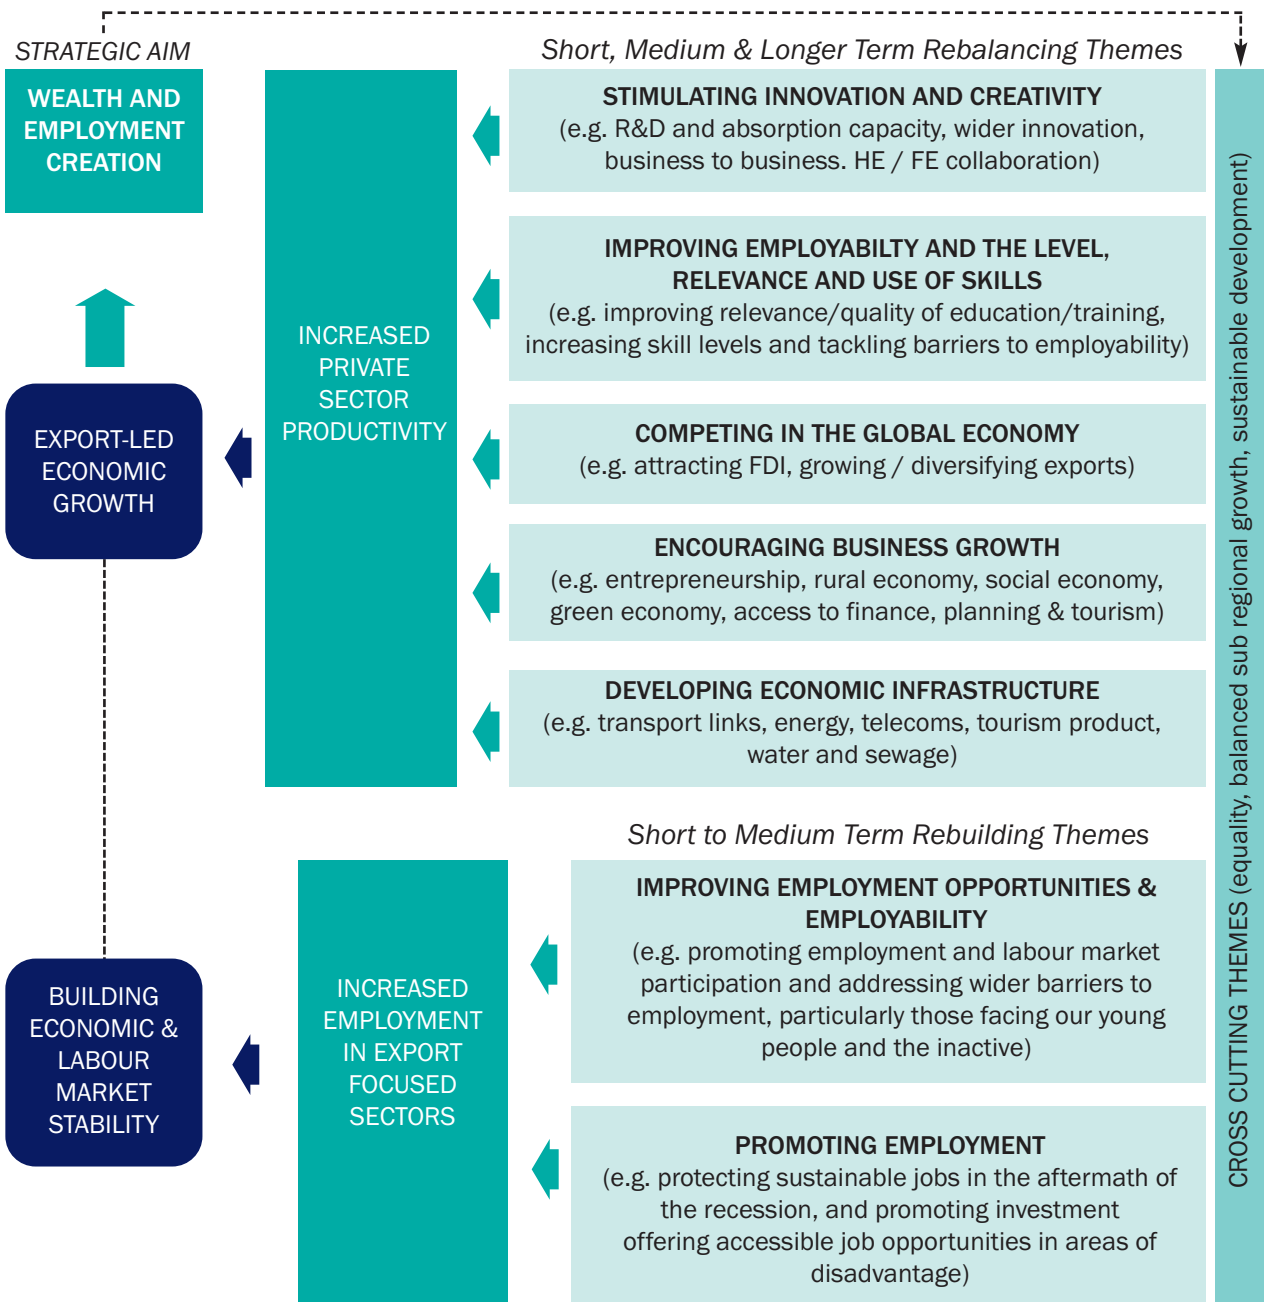 STRATEGIC AIM
WEALTH AND
EMPLOYMENT
CREATION
EXPORT-LED
ECONOMIC
GROWTH
BUILDING
ECONOMIC &
LABOUR
MARKET
STABILITY
INCREASED
PRIVATE
SECTOR
PRODUCTIVITY
Short, Medium & Longer Term Rebalancing Themes
STIMULATING INNOVATION AND CREATIVITY
(e.g. R&D and absorption capacity, wider innovation,
business to business. HE / FE collaboration)
IMPROVING EMPLOYABILTY AND THE LEVEL,
RELEVANCE AND USE OF SKILLS
(e.g. improving relevance/quality of education/training,
increasing skill levels and tackling barriers to employability)
COMPETING IN THE GLOBAL ECONOMY
(e.g. attracting FDI, growing / diversifying exports)
ENCOURAGING BUSINESS GROWTH
(e.g. entrepreneurship, rural economy, social economy,
green economy, access to finance, planning & tourism)
DEVELOPING ECONOMIC INFRASTRUCTURE
(e.g. transport links, energy, telecoms, tourism product,
water and sewage)
INCREASED
EMPLOYMENT
IN EXPORT
FOCUSED
SECTORS
Short to Medium Term Rebuilding Themes
IMPROVING EMPLOYMENT OPPORTUNITIES &
EMPLOYABILITY
(e.g. promoting employment and labour market
participation and addressing wider barriers to
employment, particularly those facing our young
people and the inactive)
PROMOTING EMPLOYMENT
(e.g. protecting sustainable jobs in the aftermath of
the recession, and promoting investment
offering accessible job opportunities in areas of
disadvantage)
CROSS CUTTING THEMES (equality, balanced sub regional growth, sustainable development)